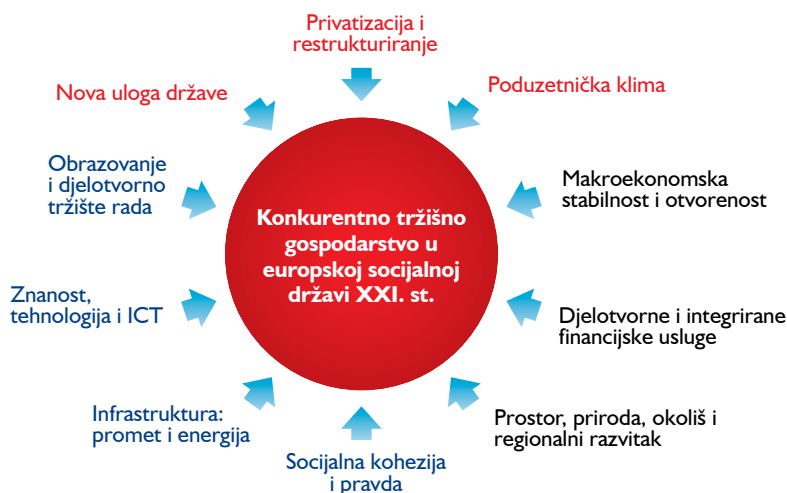 Privatizacija i
restrukturiranje
Nova uloga države
Poduzetnička klima
Obrazovanje
i djelotvorno
tržište rada
Makroekonomska
stabilnost i otvorenost
Konkurentno tržišno
gospodarstvo u
europskoj socijalnoj
državi XXI. st.
Znanost,
tehnologija i ICT
Djelotvorne i integrirane
financijske usluge
Infrastruktura:
promet i energija
Prostor, priroda, okoliš i
regionalni razvitak
Socijalna kohezija
i pravda